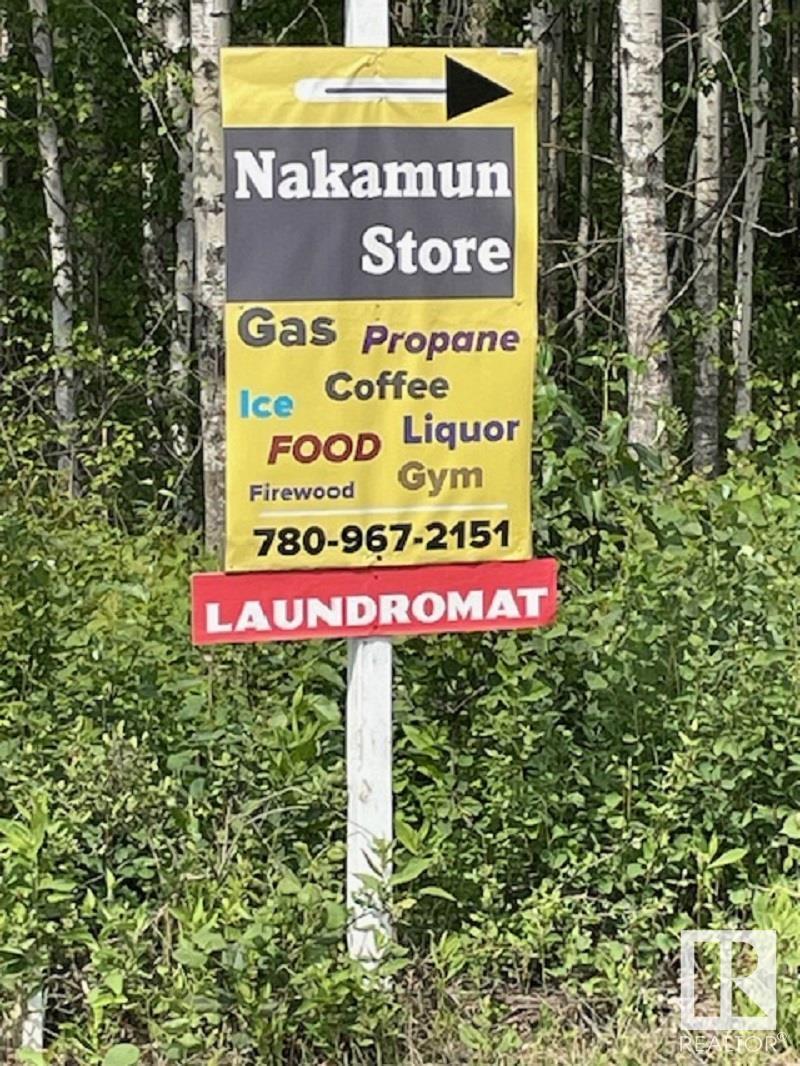 Nakamun
Store
Gas Propane
Ice Coffee
FOOD Liquor
Firewood Gym
780-967-2151
LAUNDROMAT
R
REALTOR®